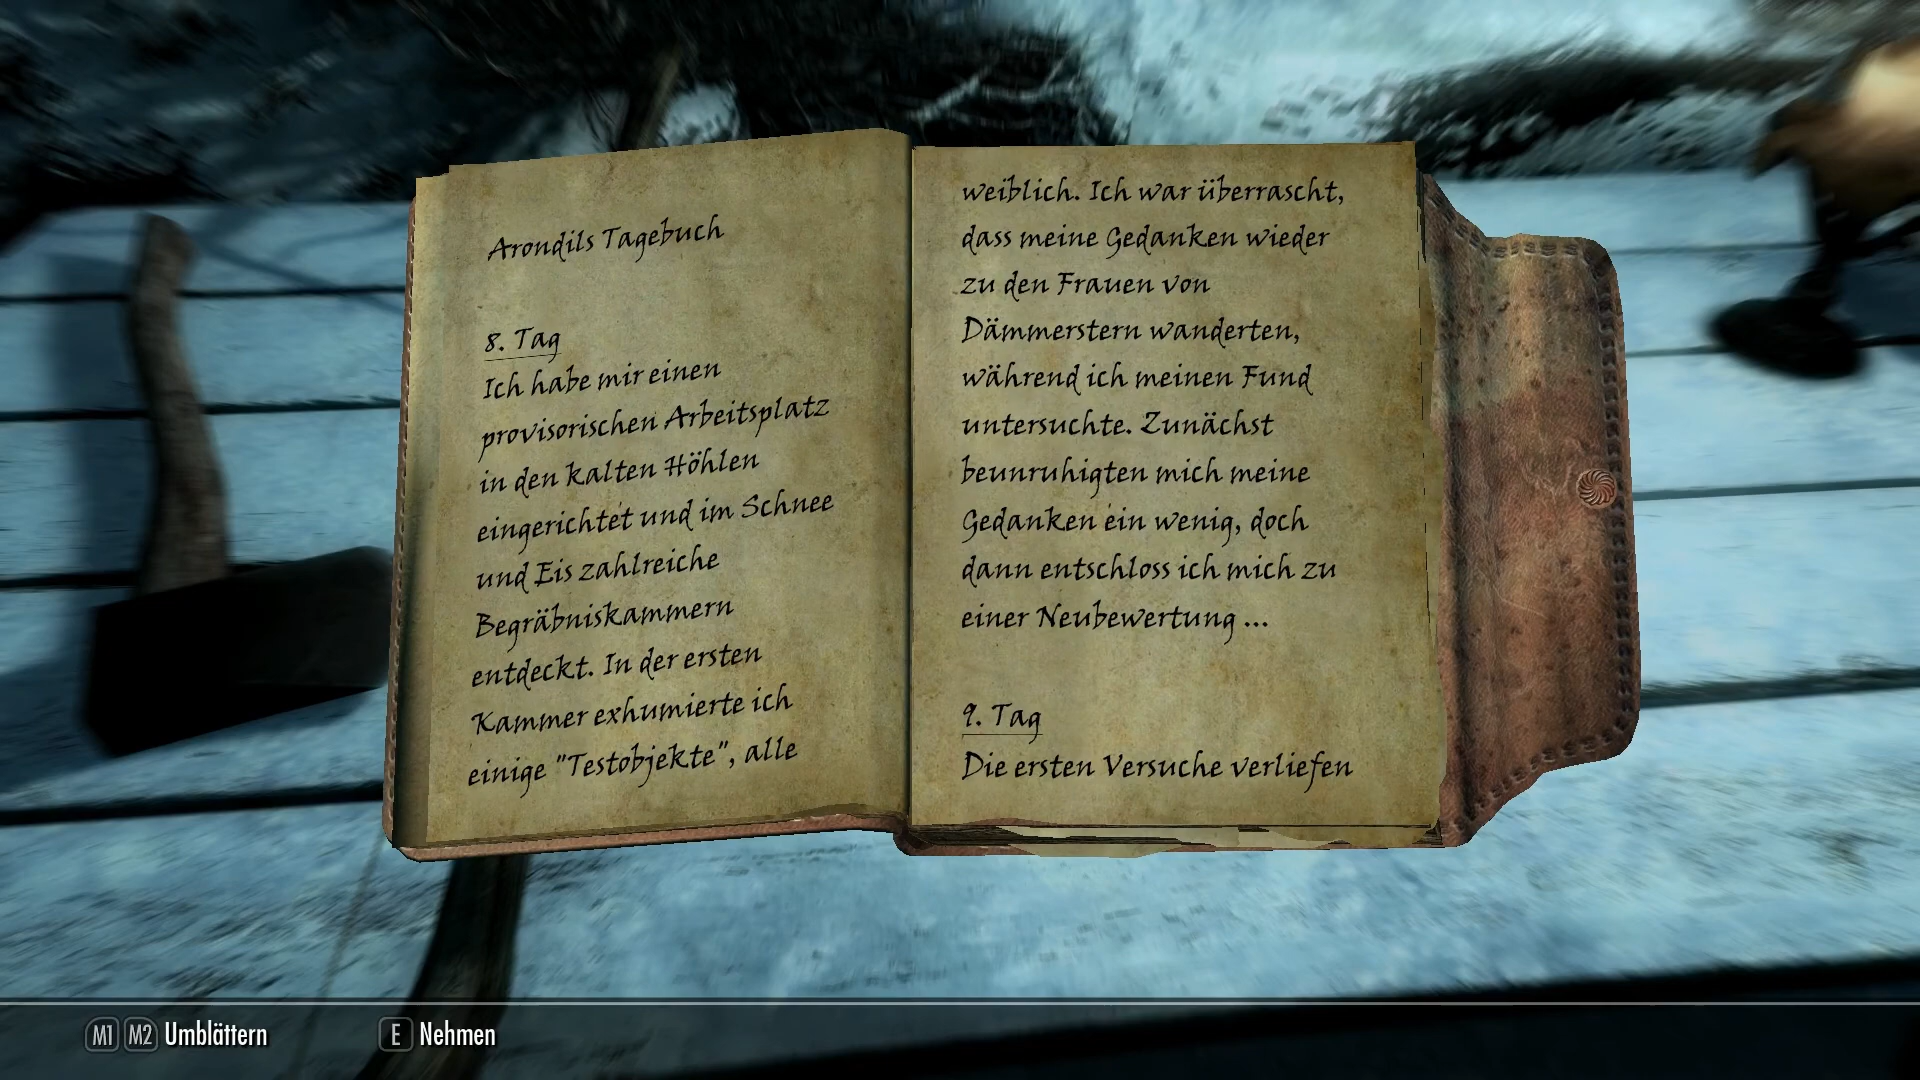 Arondils Tagebuch
8. Tag
Ich habe mir einen
provisorischen Arbeitsplatz
in den kalten Höhlen
eingerichtet und im Schnee
und Eis zahlreiche
Begräbniskammern
entdeckt. In der ersten
Kammer exhumierte ich
einige "Testobjekte", alle
weiblich. Ich war überrascht,
dass meine Gedanken wieder
zu den Frauen von
Dämmerstern wanderten,
während ich meinen Fund
untersuchte. Zunächst
beunruhigten mich meine
Gedanken ein wenig, doch
dann entschloss ich mich zu
einer Neubewertung ...
9. Tag
Die ersten Versuche verliefen
M1 M2 Umblättern
E Nehmen